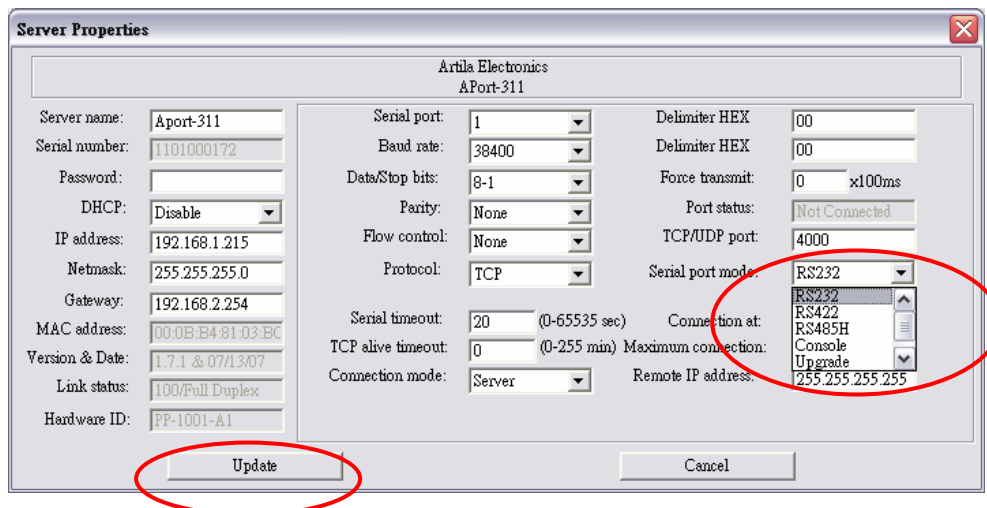 Server Properties
Artila Electronics
APort-311
Server name: Aport-311
Serial number: 1101000172
Password:
DHCP: Disable
IP address: 192.168.1.215
Netmask: 255.255.255.0
Gateway: 192.168.2.254
MAC address: 00:0B:B4:81:03:BC
Version & Date: 1.7.1 & 07/13/07
Link status: 100/Full Duplex
Hardware ID: PP-1001-A1
Serial port: 1
Baud rate: 38400
Data/Stop bits: 8-1
Parity: None
Flow control: None
Protocol: TCP
Serial timeout: 20 (0-65535 sec)
TCP alive timeout: 0 (0-255 min)
Connection mode: Server
Delimiter HEX 00
Delimiter HEX 00
Force transmit: 0 x100ms
Port status: Not Connected
TCP/UDP port: 4000
Serial port mode: RS232
RS232
RS422
RS485H
Console
Upgrade
Connection at:
Maximum connection:
Remote IP address: 255.255.255.255
Update
Cancel